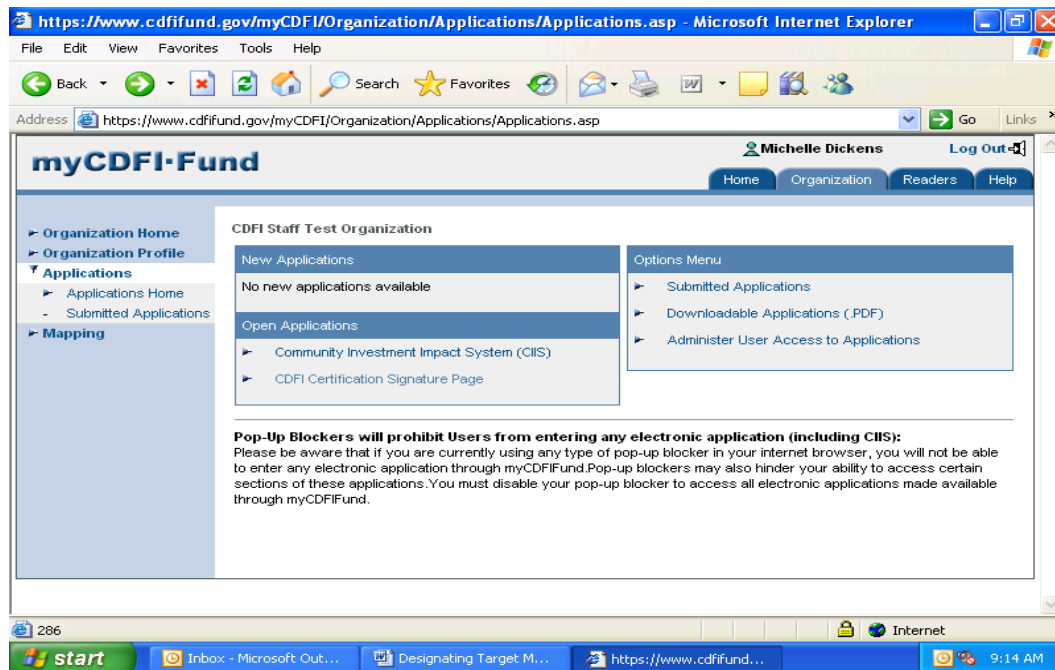 https://www.cdfifund.gov/myCDFI/Organization/Applications/Applications.asp - Microsoft Internet Explorer
File Edit View Favorites Tools Help
Back Search Favorites
Address https://www.cdfifund.gov/myCDFI/Organization/Applications/Applications.asp Go Links
myCDFI·Fund
Michelle Dickens Log Out
Home Organization Readers Help
Organization Home
Organization Profile
Applications
Applications Home
- Submitted Applications
Mapping
CDFI Staff Test Organization
New Applications
No new applications available
Open Applications
Community Investment Impact System (CIIS)
CDFI Certification Signature Page
Options Menu
Submitted Applications
Downloadable Applications (.PDF)
Administer User Access to Applications
Pop-Up Blockers will prohibit Users from entering any electronic application (including CIIS):
Please be aware that if you are currently using any type of pop-up blocker in your internet browser, you will not be able
to enter any electronic application through myCDFIFund.Pop-up blockers may also hinder your ability to access certain
sections of these applications.You must disable your pop-up blocker to access all electronic applications made available
through myCDFIFund.
286 Internet
start Inbox - Microsoft Out... Designating Target M... https://www.cdfifund... 9:14 AM